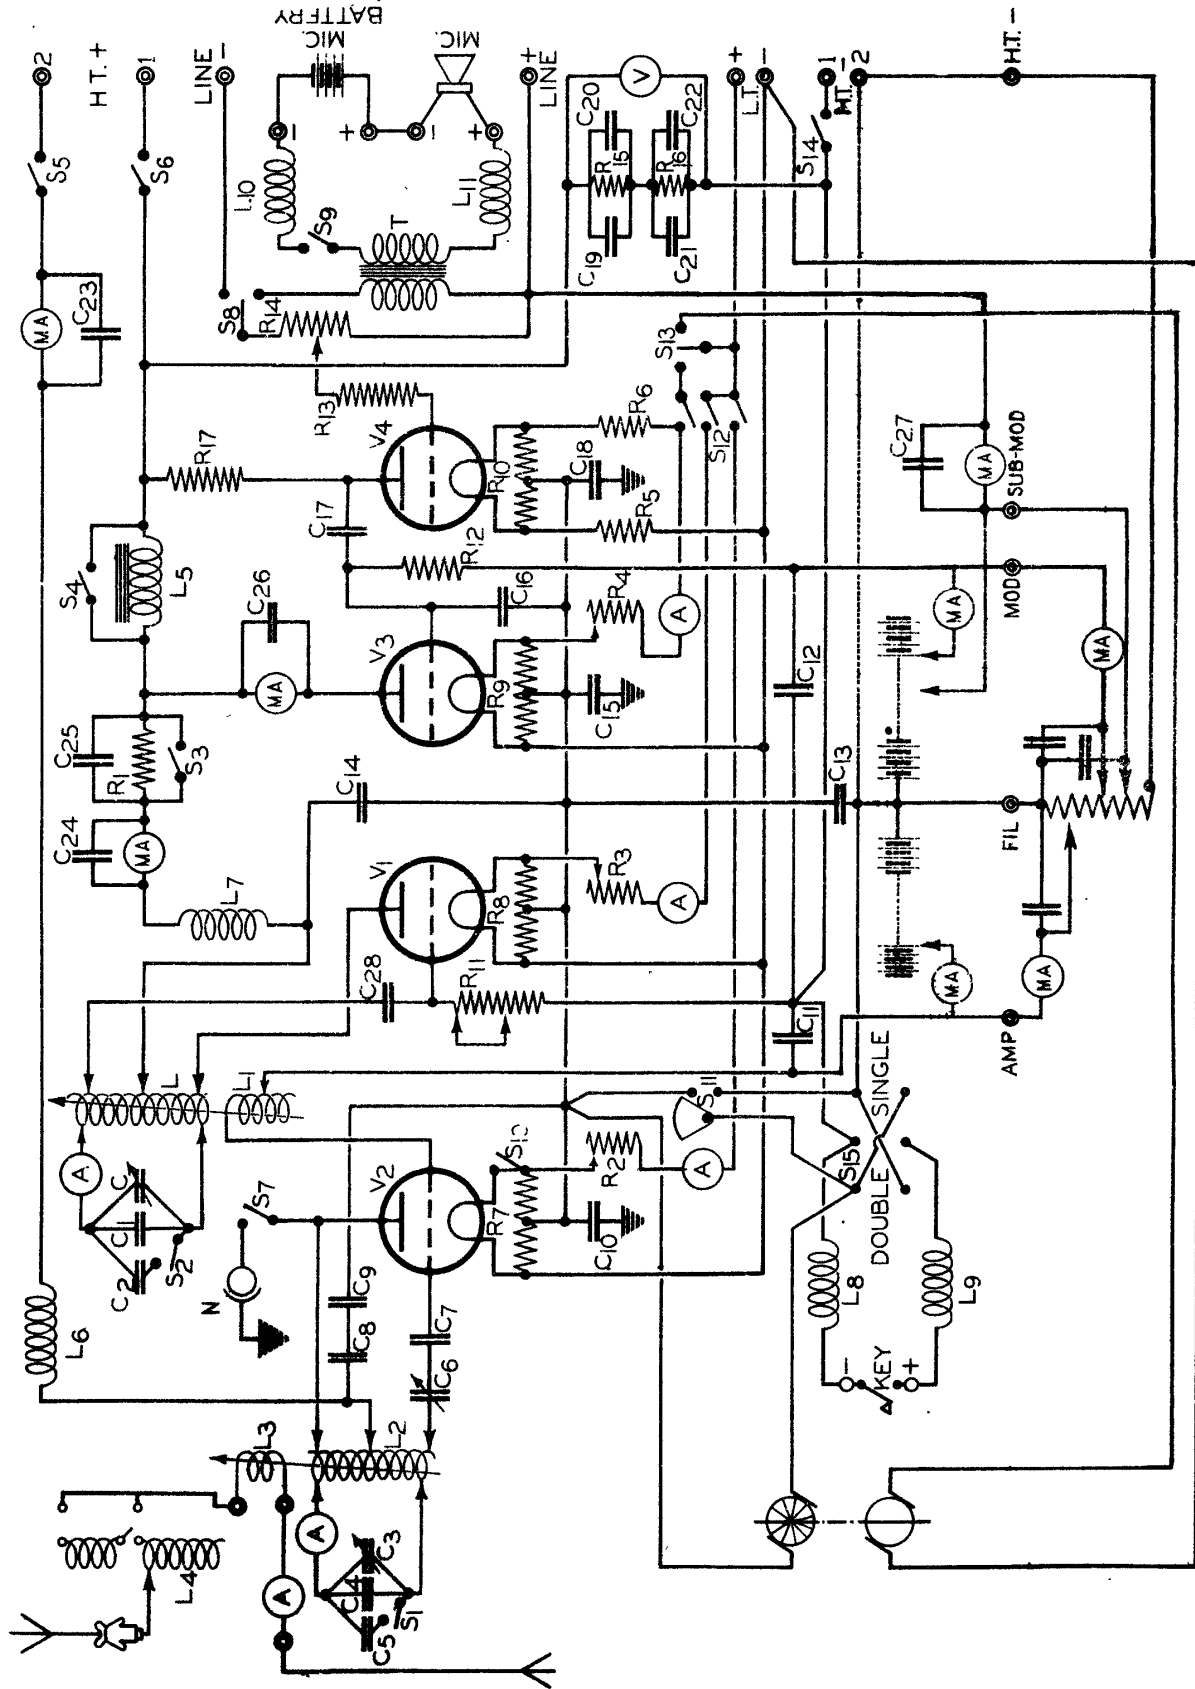 BATTERY
MIC.
MIC.
2
H.T. +
1
LINE -
+ LINE
V
+
L.T.
-
1
H.T. -
2
H.T. -
S5
S6
L10
S9
L11
T
S8
R14
R13
C19
C20
R15
R16
C21
C22
S14
MA
C23
R17
V4
R10
C18
R6
R5
S13
S12
C17
R12
C16
S4
L5
C26
MA
V3
R9
C15
R4
A
C12
C27
MA
SUB-MOD
MOD
MA
MA
C25
R1
S3
C24
MA
L7
C14
V1
R8
R3
A
C13
FIL
C28
R11
C11
MA
MA
AMP
L
L1
A
C
C1
C2
S2
S7
N
V2
R7
S10
R2
A
C10
S11
S15
DOUBLE SINGLE
L8
L9
- KEY +
L6
C9
C8
C7
C6
L3
L2
A
C3
C4
C5
S1
L4
A